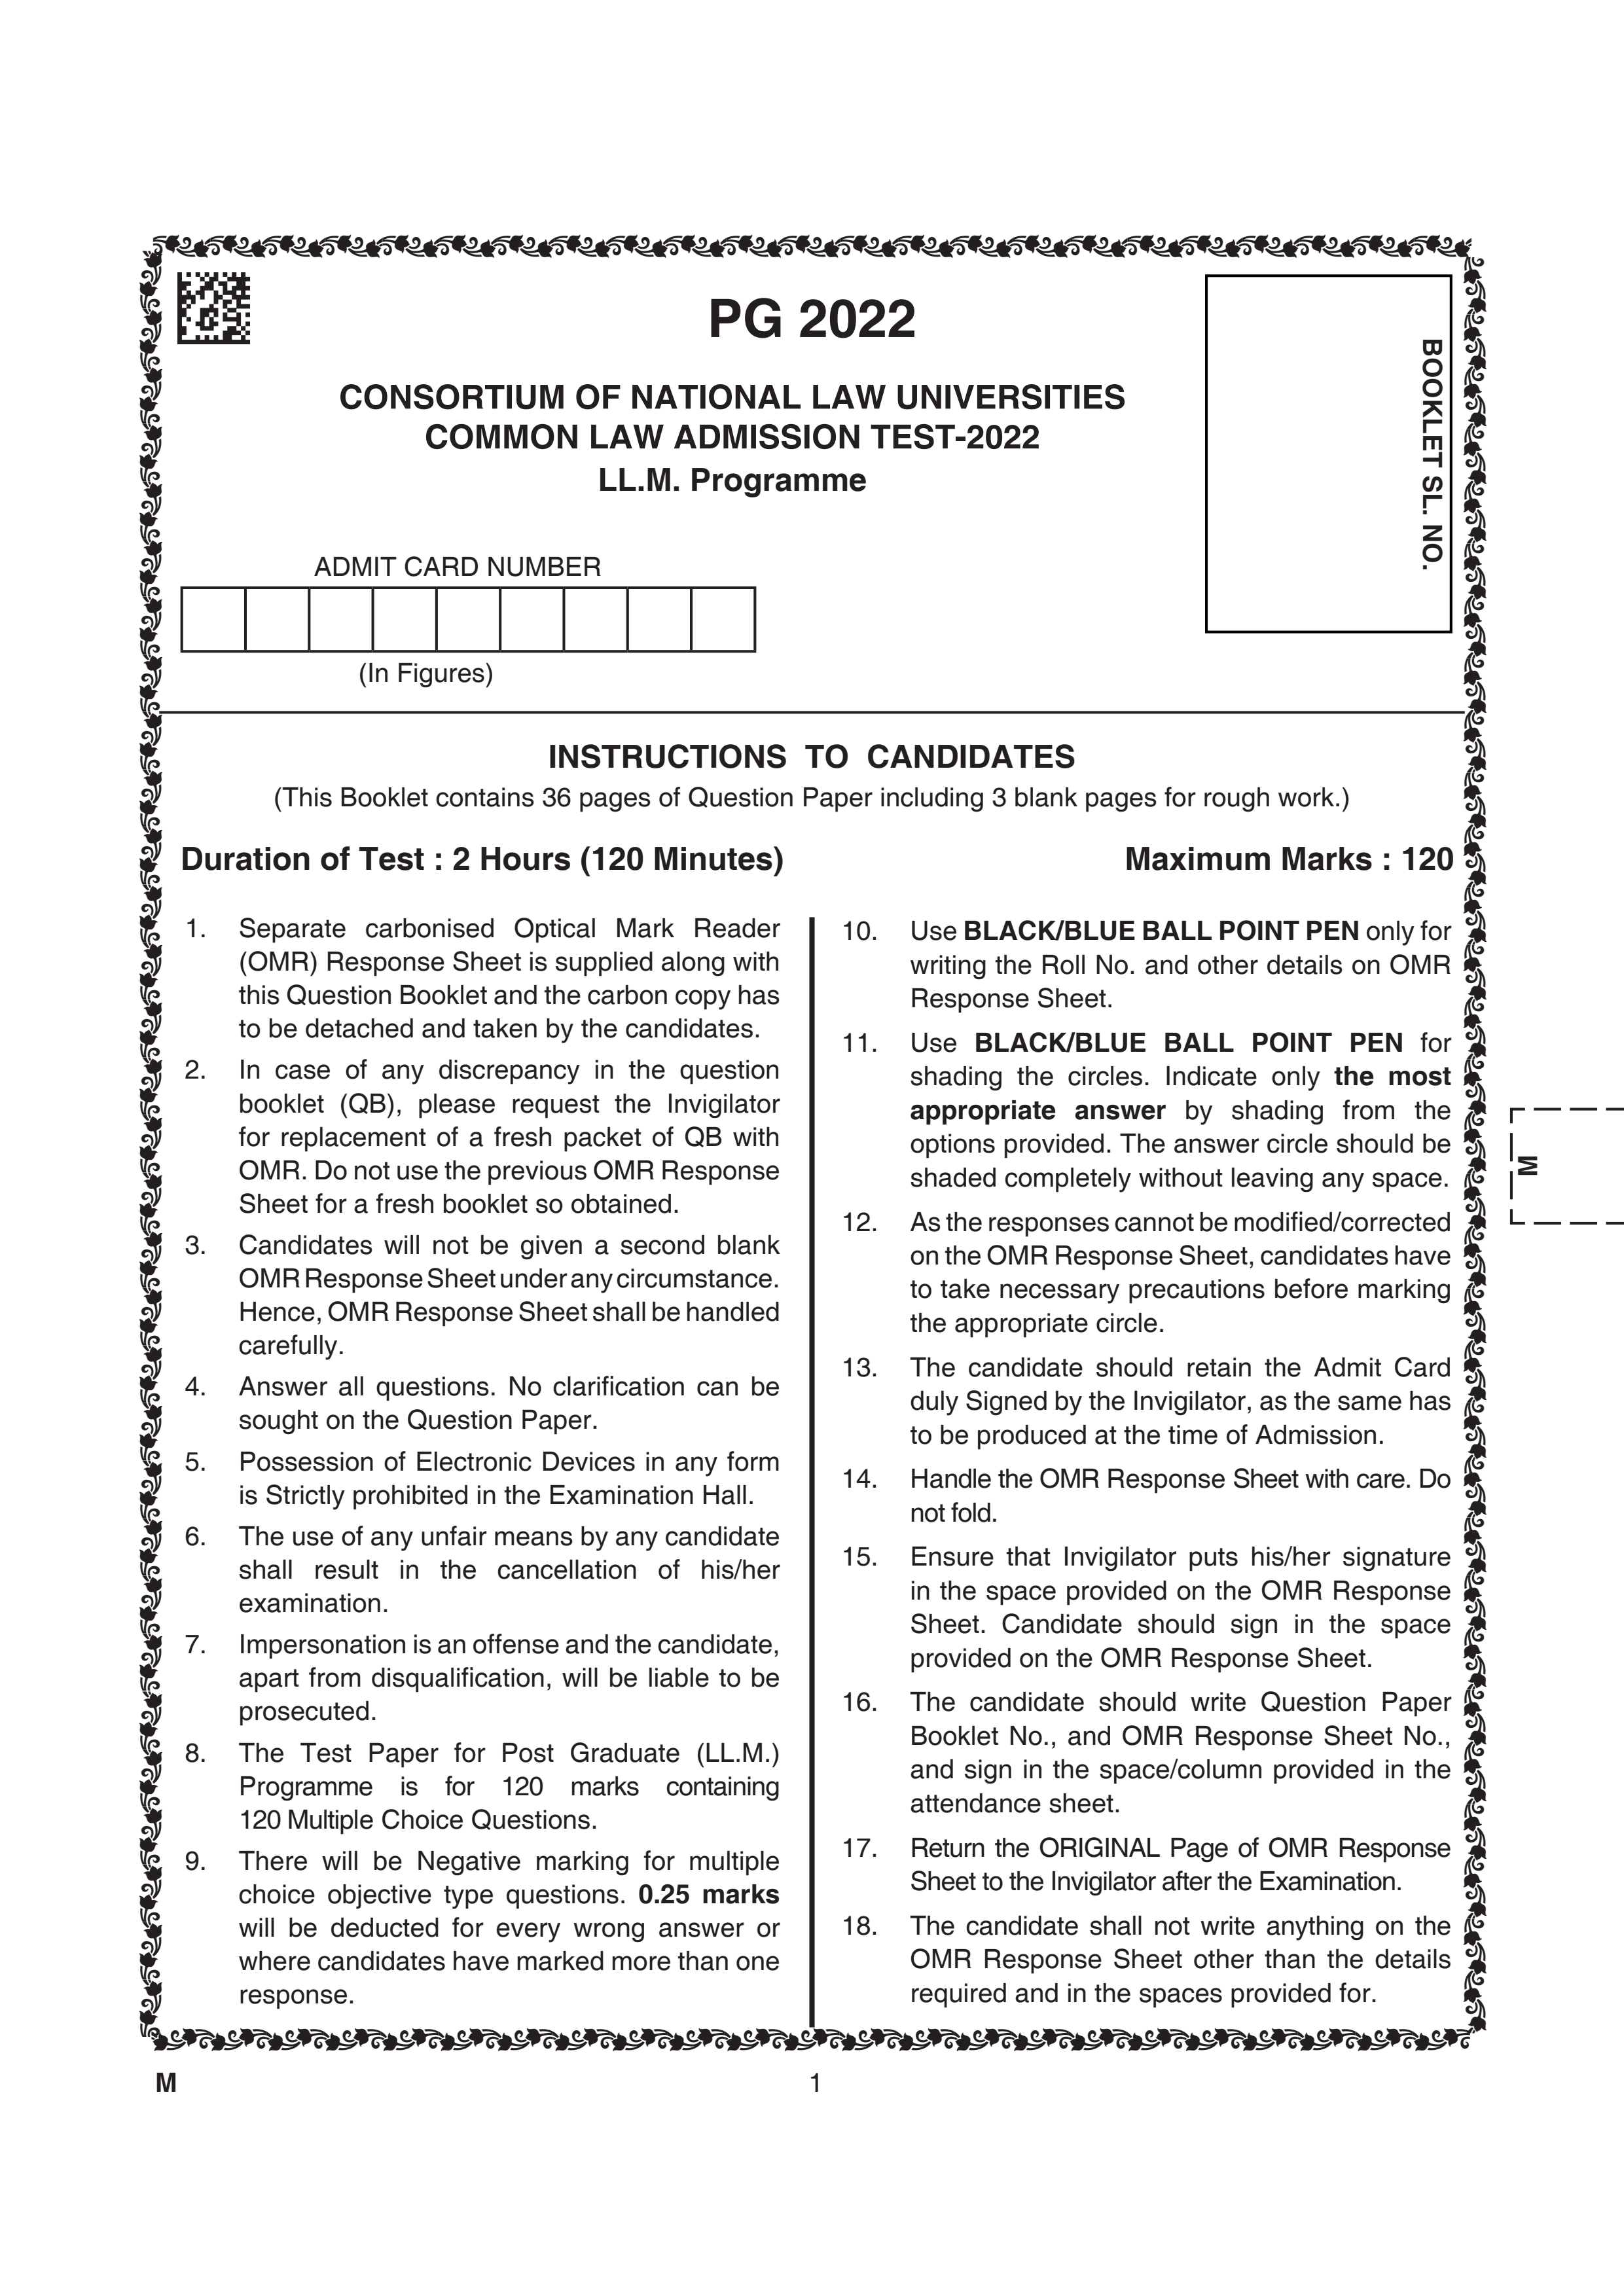 PG 2022
BOOKLET SL. NO.
CONSORTIUM OF NATIONAL LAW UNIVERSITIES
COMMON LAW ADMISSION TEST-2022
LL.M. Programme
ADMIT CARD NUMBER
(In Figures)
INSTRUCTIONS TO CANDIDATES
(This Booklet contains 36 pages of Question Paper including 3 blank pages for rough work.)
Duration of Test : 2 Hours (120 Minutes)
Maximum Marks : 120
1. Separate carbonised Optical Mark Reader
(OMR) Response Sheet is supplied along with
this Question Booklet and the carbon copy has
to be detached and taken by the candidates.
2. In case of any discrepancy in the question
booklet (QB), please request the Invigilator
for replacement of a fresh packet of QB with
OMR. Do not use the previous OMR Response
Sheet for a fresh booklet so obtained.
3. Candidates will not be given a second blank
OMR Response Sheet under any circumstance.
Hence, OMR Response Sheet shall be handled
carefully.
4. Answer all questions. No clarification can be
sought on the Question Paper.
5. Possession of Electronic Devices in any form
is Strictly prohibited in the Examination Hall.
6. The use of any unfair means by any candidate
shall result in the cancellation of his/her
examination.
7. Impersonation is an offense and the candidate,
apart from disqualification, will be liable to be
prosecuted.
8. The Test Paper for Post Graduate (LL.M.)
Programme is for 120 marks containing
120 Multiple Choice Questions.
9. There will be Negative marking for multiple
choice objective type questions. 0.25 marks
will be deducted for every wrong answer or
where candidates have marked more than one
response.
10. Use BLACK/BLUE BALL POINT PEN only for
writing the Roll No. and other details on OMR
Response Sheet.
11. Use BLACK/BLUE BALL POINT PEN for
shading the circles. Indicate only the most
appropriate answer by shading from the
options provided. The answer circle should be
shaded completely without leaving any space.
12. As the responses cannot be modified/corrected
on the OMR Response Sheet, candidates have
to take necessary precautions before marking
the appropriate circle.
13. The candidate should retain the Admit Card
duly Signed by the Invigilator, as the same has
to be produced at the time of Admission.
14. Handle the OMR Response Sheet with care. Do
not fold.
15. Ensure that Invigilator puts his/her signature
in the space provided on the OMR Response
Sheet. Candidate should sign in the space
provided on the OMR Response Sheet.
16. The candidate should write Question Paper
Booklet No., and OMR Response Sheet No.,
and sign in the space/column provided in the
attendance sheet.
17. Return the ORIGINAL Page of OMR Response
Sheet to the Invigilator after the Examination.
18. The candidate shall not write anything on the
OMR Response Sheet other than the details
required and in the spaces provided for.
M
M
1